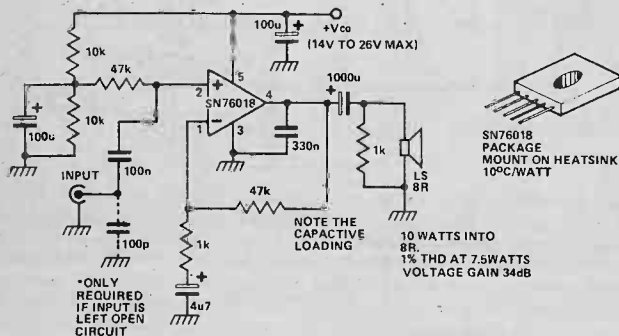 100u
+
+Vcc
(14V TO 26V MAX)
10k
47k
10k
+
100u
2
+
5
SN76018
4
1
−
3
1000u
+
330n
1k
LS
8R
100n
INPUT
100p
47k
1k
+
4u7
NOTE THE
CAPACTIVE
LOADING
*ONLY
REQUIRED
IF INPUT IS
LEFT OPEN
CIRCUIT
SN76018
PACKAGE
MOUNT ON HEATSINK
10°C/WATT
10 WATTS INTO
8R.
1% THD AT 7.5WATTS
VOLTAGE GAIN 34dB